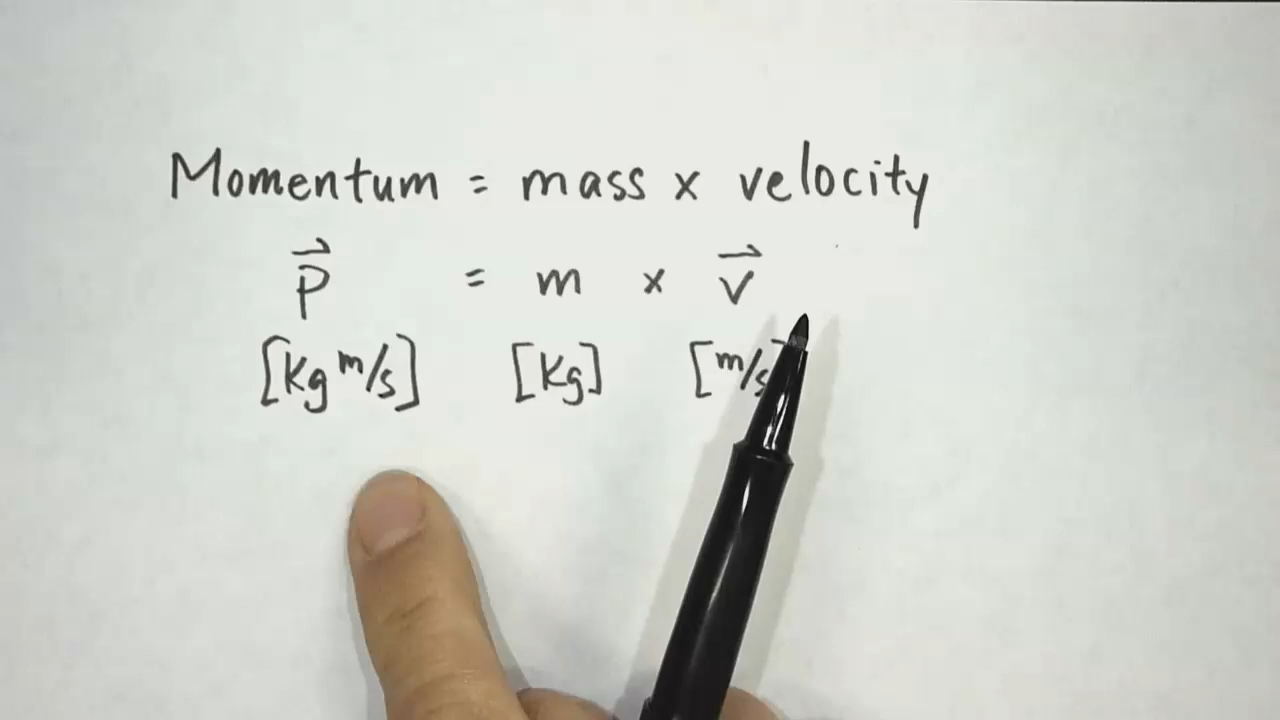 Momentum = mass x velocity
P⃗ = m x v⃗
[Kg m/s] [Kg] [m/s]